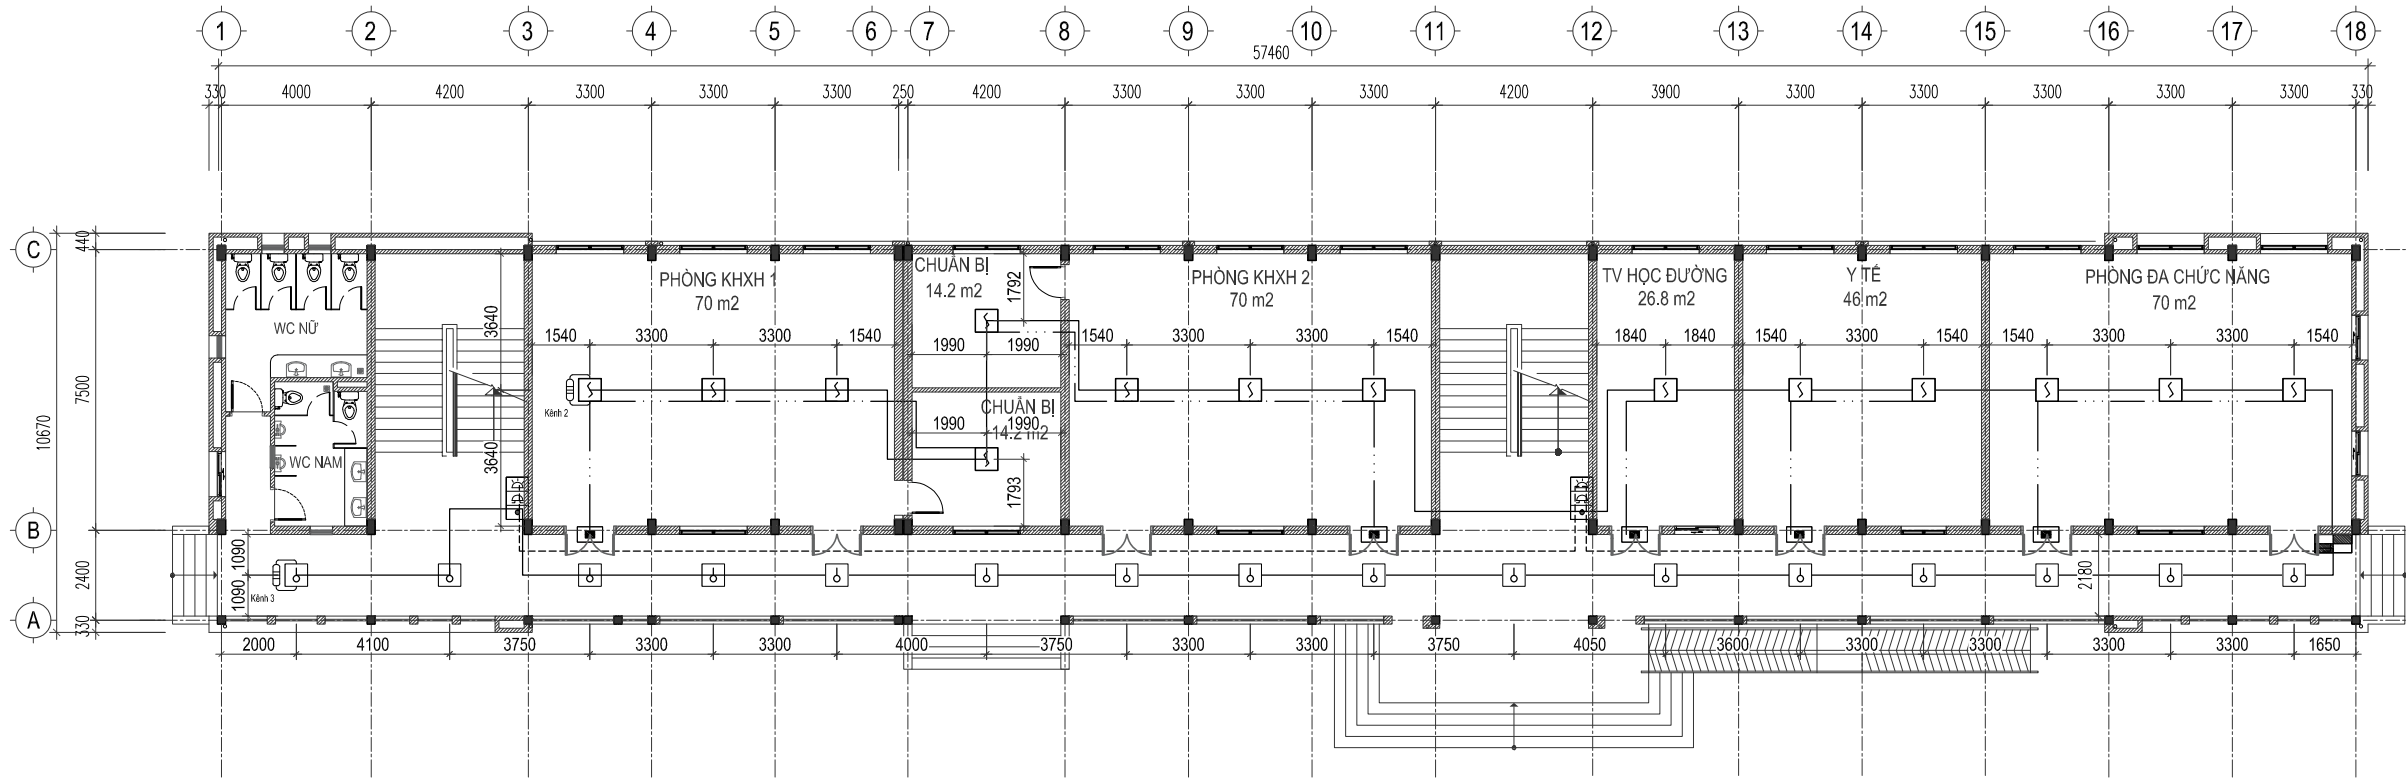 1 2 3 4 5 6 7 8 9 10 11 12 13 14 15 16 17 18
57460
330 4000 4200 3300 3300 3300 250 4200 3300 3300 3300 4200 3900 3300 3300 3300 3300 3300 330
C
B
A
440
7500
10670
2400
330
WC NỮ
WC NAM
3640
3640
PHÒNG KHXH 1
70 m2
1540 3300 3300 1540
Kênh 2
CHUẨN BỊ
14.2 m2
1792
1990 1990
CHUẨN BỊ
14.2 m2
1990 1990
1793
PHÒNG KHXH 2
70 m2
1540 3300 3300 1540
TV HỌC ĐƯỜNG
26.8 m2
1840 1840
Y TẾ
46 m2
1540 3300 1540
PHÒNG ĐA CHỨC NĂNG
70 m2
1540 3300 3300 1540
1090
1090
Kênh 3
2180
2000 4100 3750 3300 3300 4000 3750 3300 3300 3750 4050 3600 3300 3300 3300 3300 1650